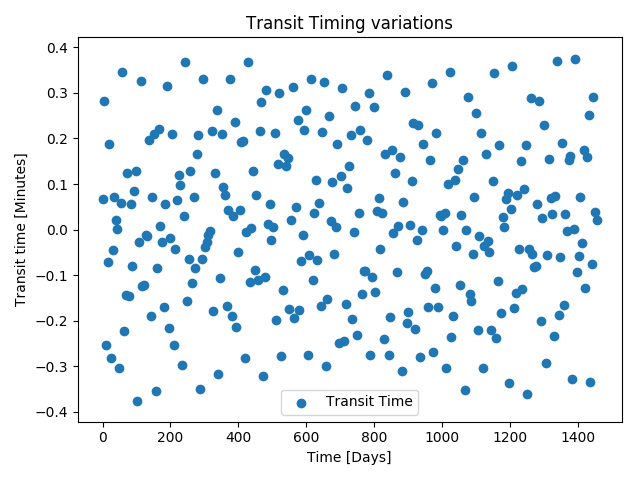 Transit Timing variations
Transit time [Minutes]
0.4
0.3
0.2
0.1
0.0
−0.1
−0.2
−0.3
−0.4
Transit Time
0 200 400 600 800 1000 1200 1400
Time [Days]